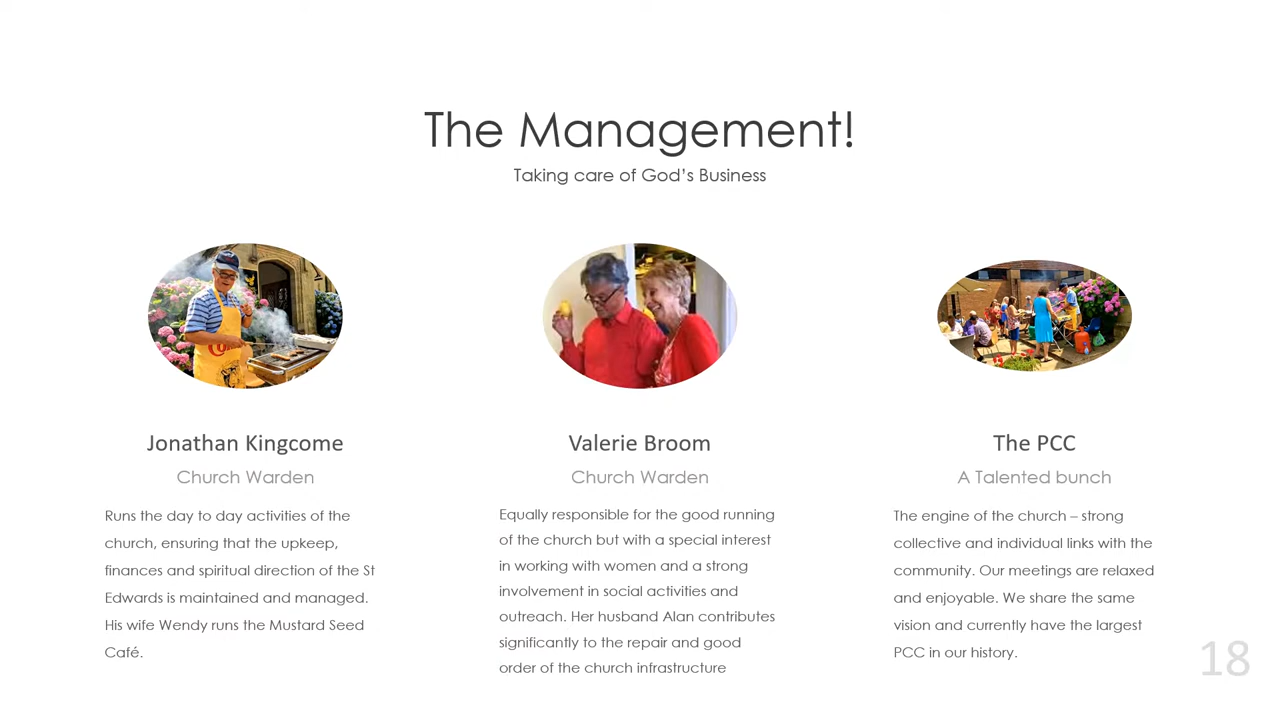 The Management!
Taking care of God's Business
Jonathan Kingcome
Church Warden
Runs the day to day activities of the
church, ensuring that the upkeep,
finances and spiritual direction of the St
Edwards is maintained and managed.
His wife Wendy runs the Mustard Seed
Café.
Valerie Broom
Church Warden
Equally responsible for the good running
of the church but with a special interest
in working with women and a strong
involvement in social activities and
outreach. Her husband Alan contributes
significantly to the repair and good
order of the church infrastructure
The PCC
A Talented bunch
The engine of the church – strong
collective and individual links with the
community. Our meetings are relaxed
and enjoyable. We share the same
vision and currently have the largest
PCC in our history.
18